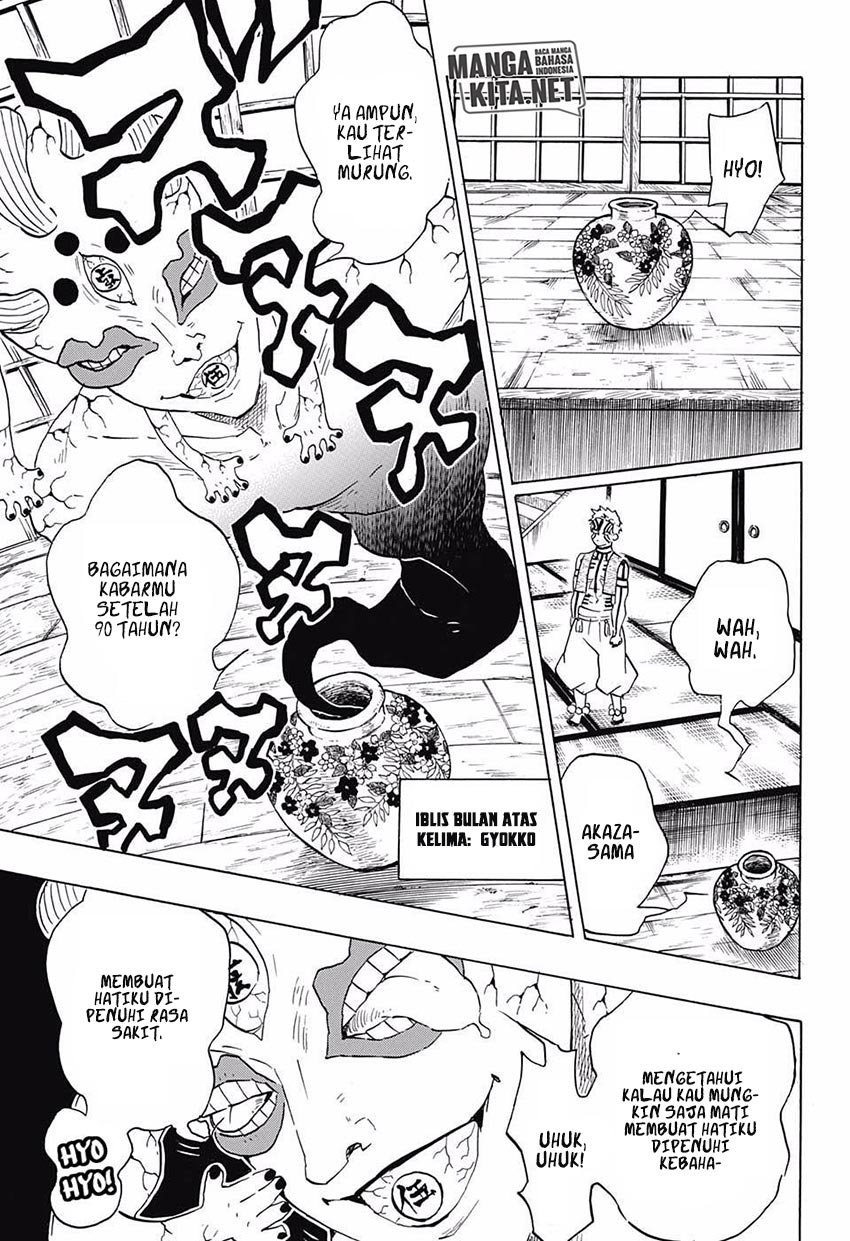 MANGA
KITA.NET
BACA MANGA
BAHASA
INDONESIA
HYO!
WAH,
WAH.
AKAZA-
SAMA
YA AMPUN,
KAU TER-
LIHAT
MURUNG.
BAGAIMANA
KABARMU
SETELAH
90 TAHUN?
IBLIS BULAN ATAS
KELIMA: GYOKKO
MENGETAHUI
KALAU KAU MUNG-
KIN SAJA MATI
MEMBUAT HATIKU
DIPENUHI
KEBAHA-
UHUK,
UHUK!
MEMBUAT
HATIKU DI-
PENUHI RASA
SAKIT.
HYO
HYO!